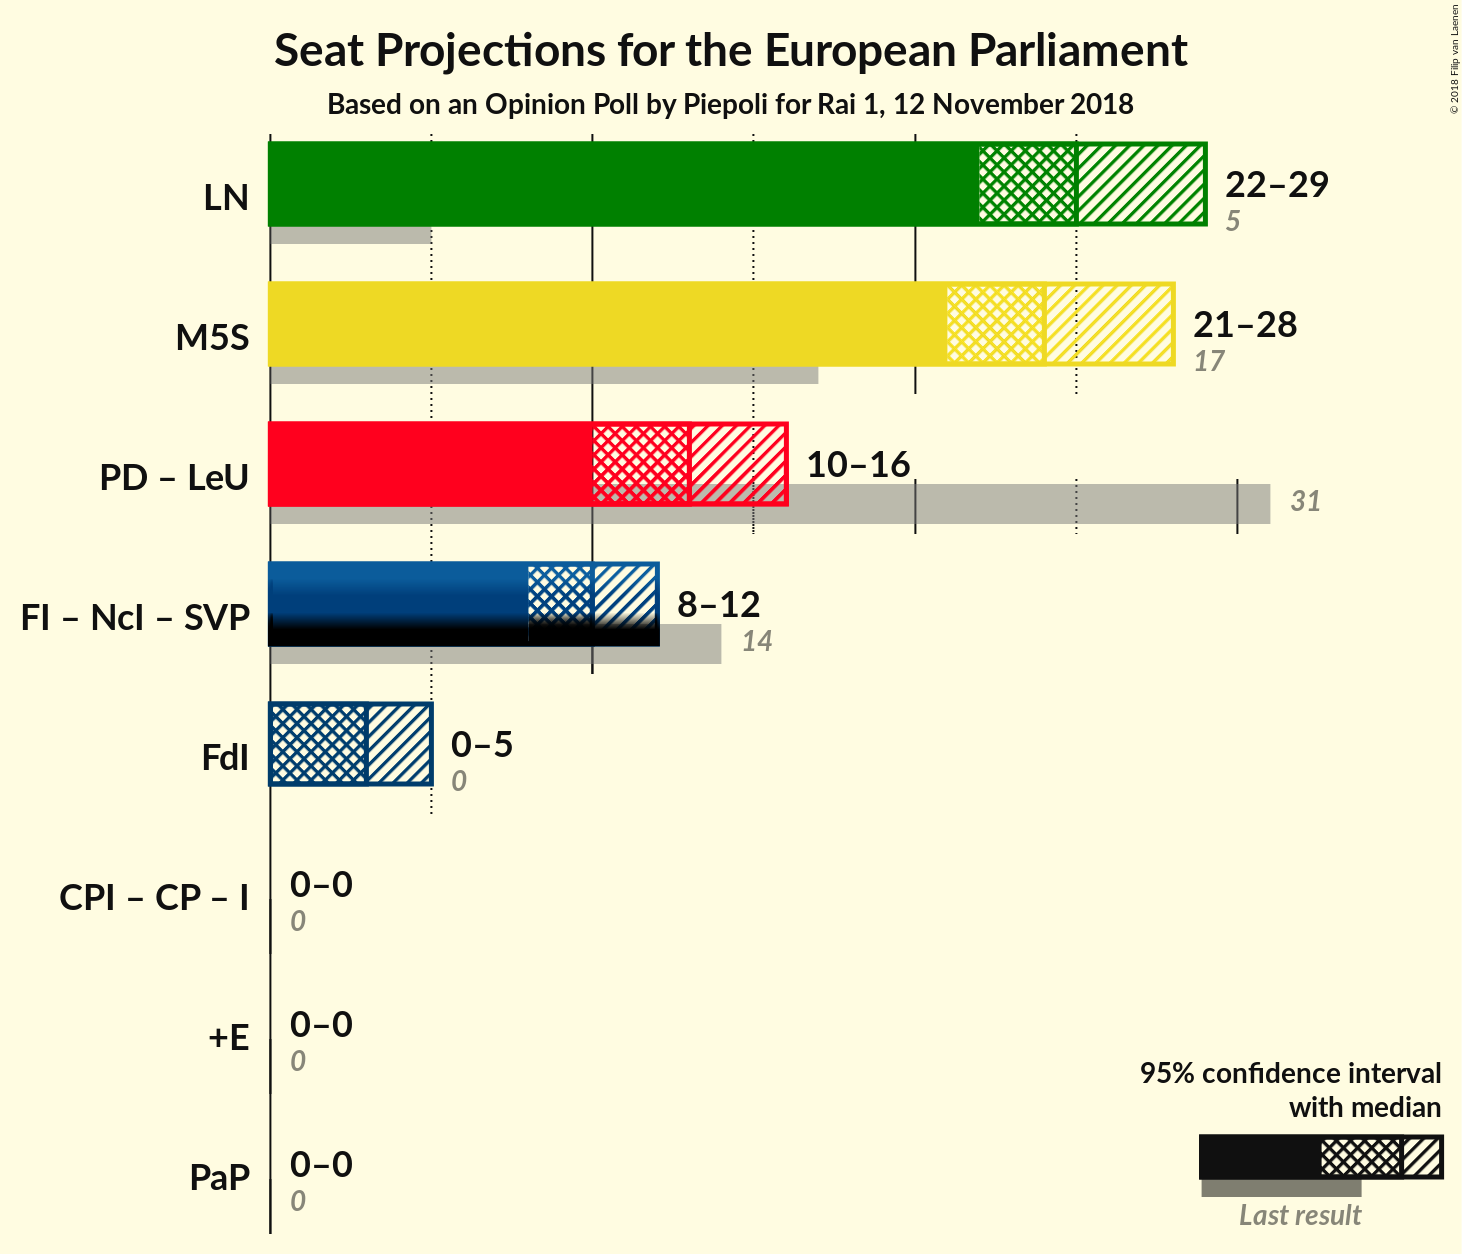 Seat Projections for the European Parliament
Based on an Opinion Poll by Piepoli for Rai 1, 12 November 2018
© 2018 Filip van Laenen
LN
22–29
5
M5S
21–28
17
PD – LeU
10–16
31
FI – NcI – SVP
8–12
14
FdI
0–5
0
CPI – CP – I
0–0
0
+E
0–0
0
PaP
0–0
0
95% confidence interval
with median
Last result